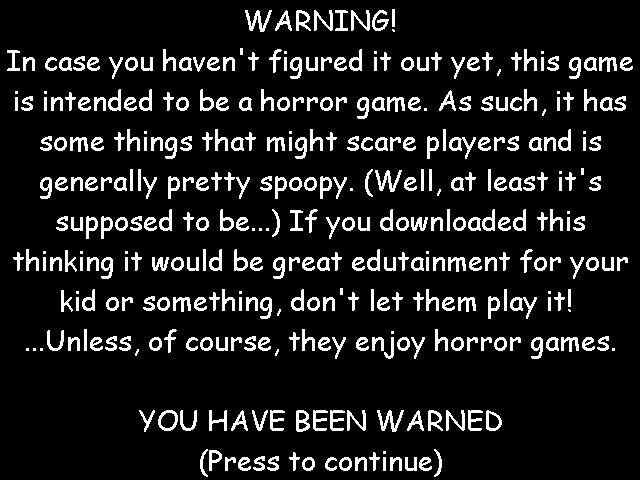 WARNING!
In case you haven't figured it out yet, this game
is intended to be a horror game. As such, it has
some things that might scare players and is
generally pretty spoopy. (Well, at least it's
supposed to be...) If you downloaded this
thinking it would be great edutainment for your
kid or something, don't let them play it!
...Unless, of course, they enjoy horror games.
YOU HAVE BEEN WARNED
(Press to continue)